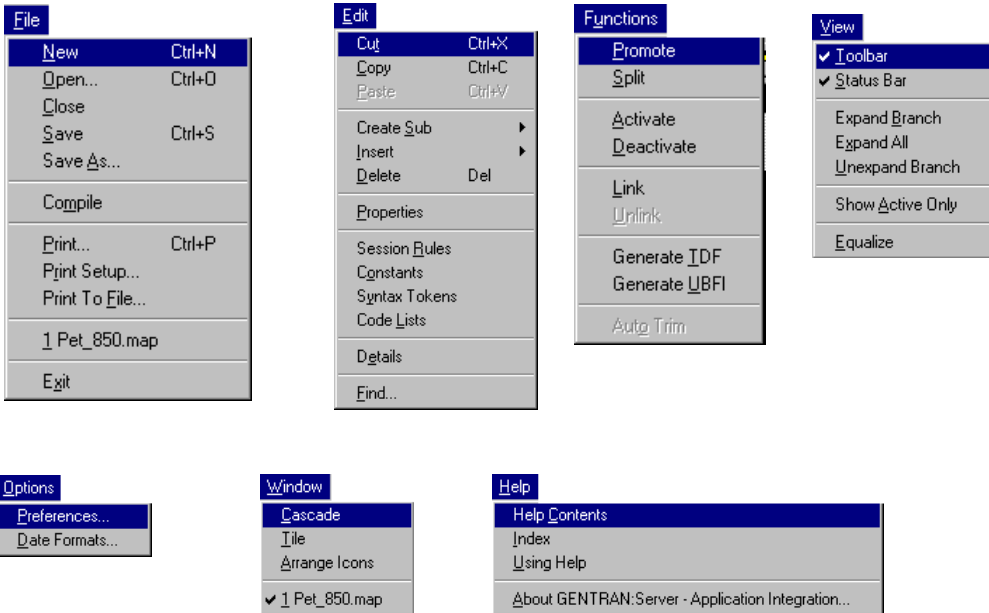 File
New Ctrl+N
Open... Ctrl+O
Close
Save Ctrl+S
Save As...
Compile
Print... Ctrl+P
Print Setup...
Print To File...
1 Pet_850.map
Exit
Edit
Cut Ctrl+X
Copy Ctrl+C
Paste Ctrl+V
Create Sub
Insert
Delete Del
Properties
Session Rules
Constants
Syntax Tokens
Code Lists
Details
Find...
Functions
Promote
Split
Activate
Deactivate
Link
Unlink
Generate TDF
Generate UBFI
Auto Trim
View
Toolbar
Status Bar
Expand Branch
Expand All
Unexpand Branch
Show Active Only
Equalize
Options
Preferences...
Date Formats...
Window
Cascade
Tile
Arrange Icons
1 Pet_850.map
Help
Help Contents
Index
Using Help
About GENTRAN:Server - Application Integration...